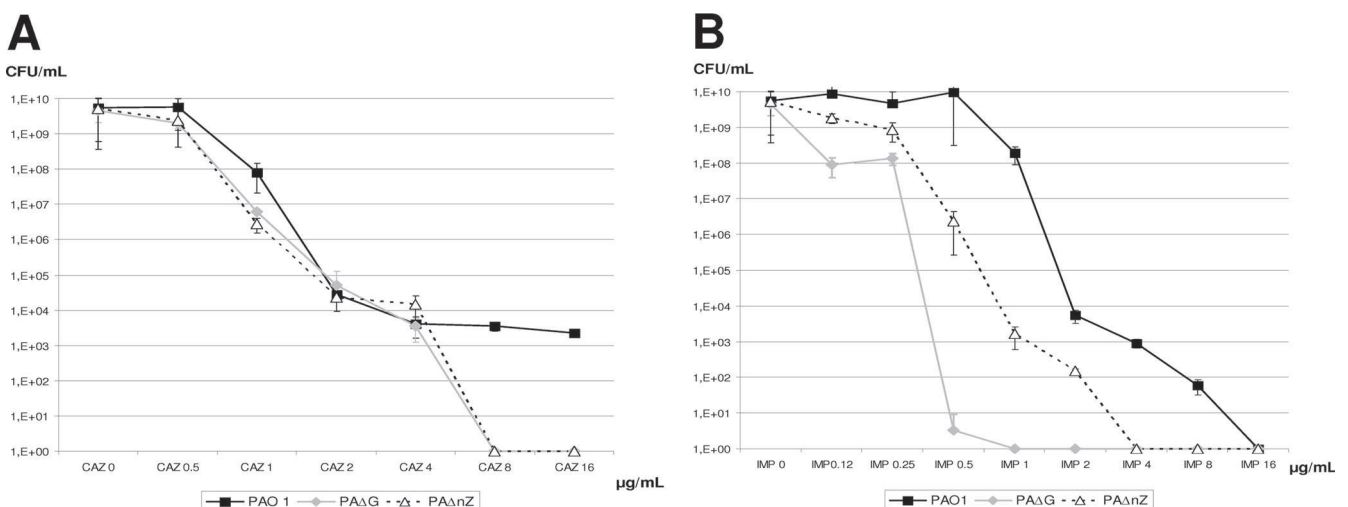 A
CFU/mL
1,E+10
1,E+09
1,E+08
1,E+07
1,E+06
1,E+05
1,E+04
1,E+03
1,E+02
1,E+01
1,E+00
CAZ 0 CAZ 0.5 CAZ 1 CAZ 2 CAZ 4 CAZ 8 CAZ 16
µg/mL
PAO 1 PAΔG PAΔnZ
B
CFU/mL
1,E+10
1,E+09
1,E+08
1,E+07
1,E+06
1,E+05
1,E+04
1,E+03
1,E+02
1,E+01
1,E+00
IMP 0 IMP0.12 IMP 0.25 IMP 0.5 IMP 1 IMP 2 IMP 4 IMP 8 IMP 16
µg/mL
PAO1 PAΔG PAΔnZ